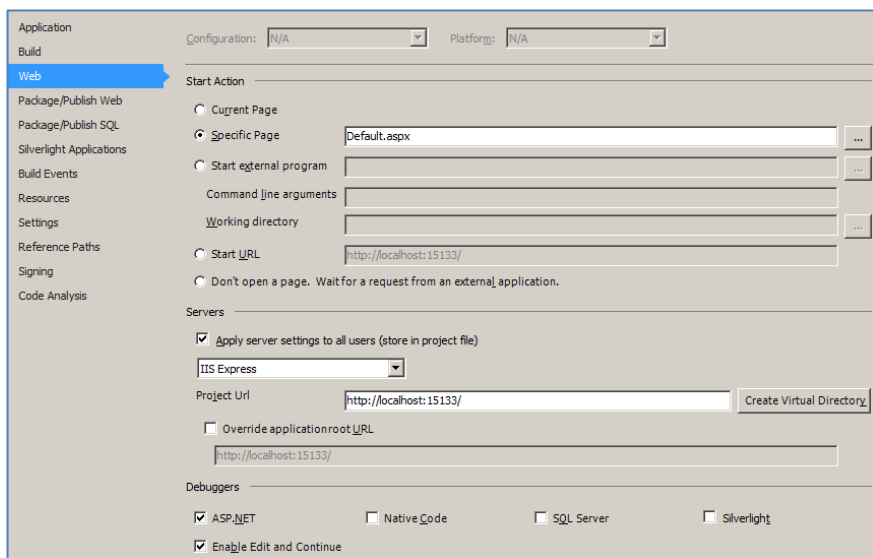 Application
Build
Web
Package/Publish Web
Package/Publish SQL
Silverlight Applications
Build Events
Resources
Settings
Reference Paths
Signing
Code Analysis
Configuration: N/A Platform: N/A
Start Action
Current Page
Specific Page Default.aspx ...
Start external program ...
Command line arguments
Working directory ...
Start URL http://localhost:15133/
Don't open a page. Wait for a request from an external application.
Servers
Apply server settings to all users (store in project file)
IIS Express
Project Url http://localhost:15133/ Create Virtual Directory
Override application root URL
http://localhost:15133/
Debuggers
ASP.NET Native Code SQL Server Silverlight
Enable Edit and Continue